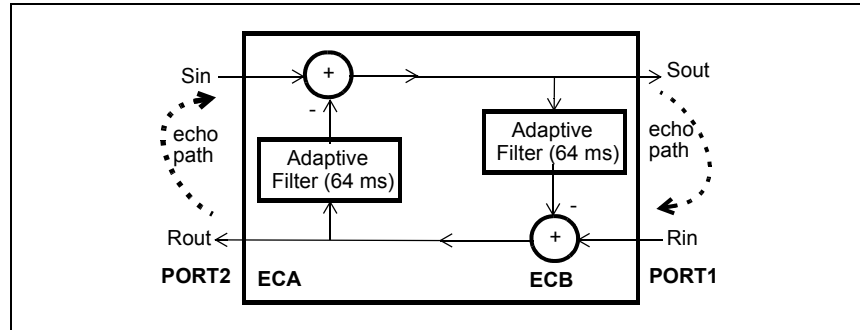 Sin
+
Sout
-
echo
path
Adaptive
Filter (64 ms)
Adaptive
Filter (64 ms)
echo
path
-
Rout
+
Rin
PORT2
ECA
ECB
PORT1